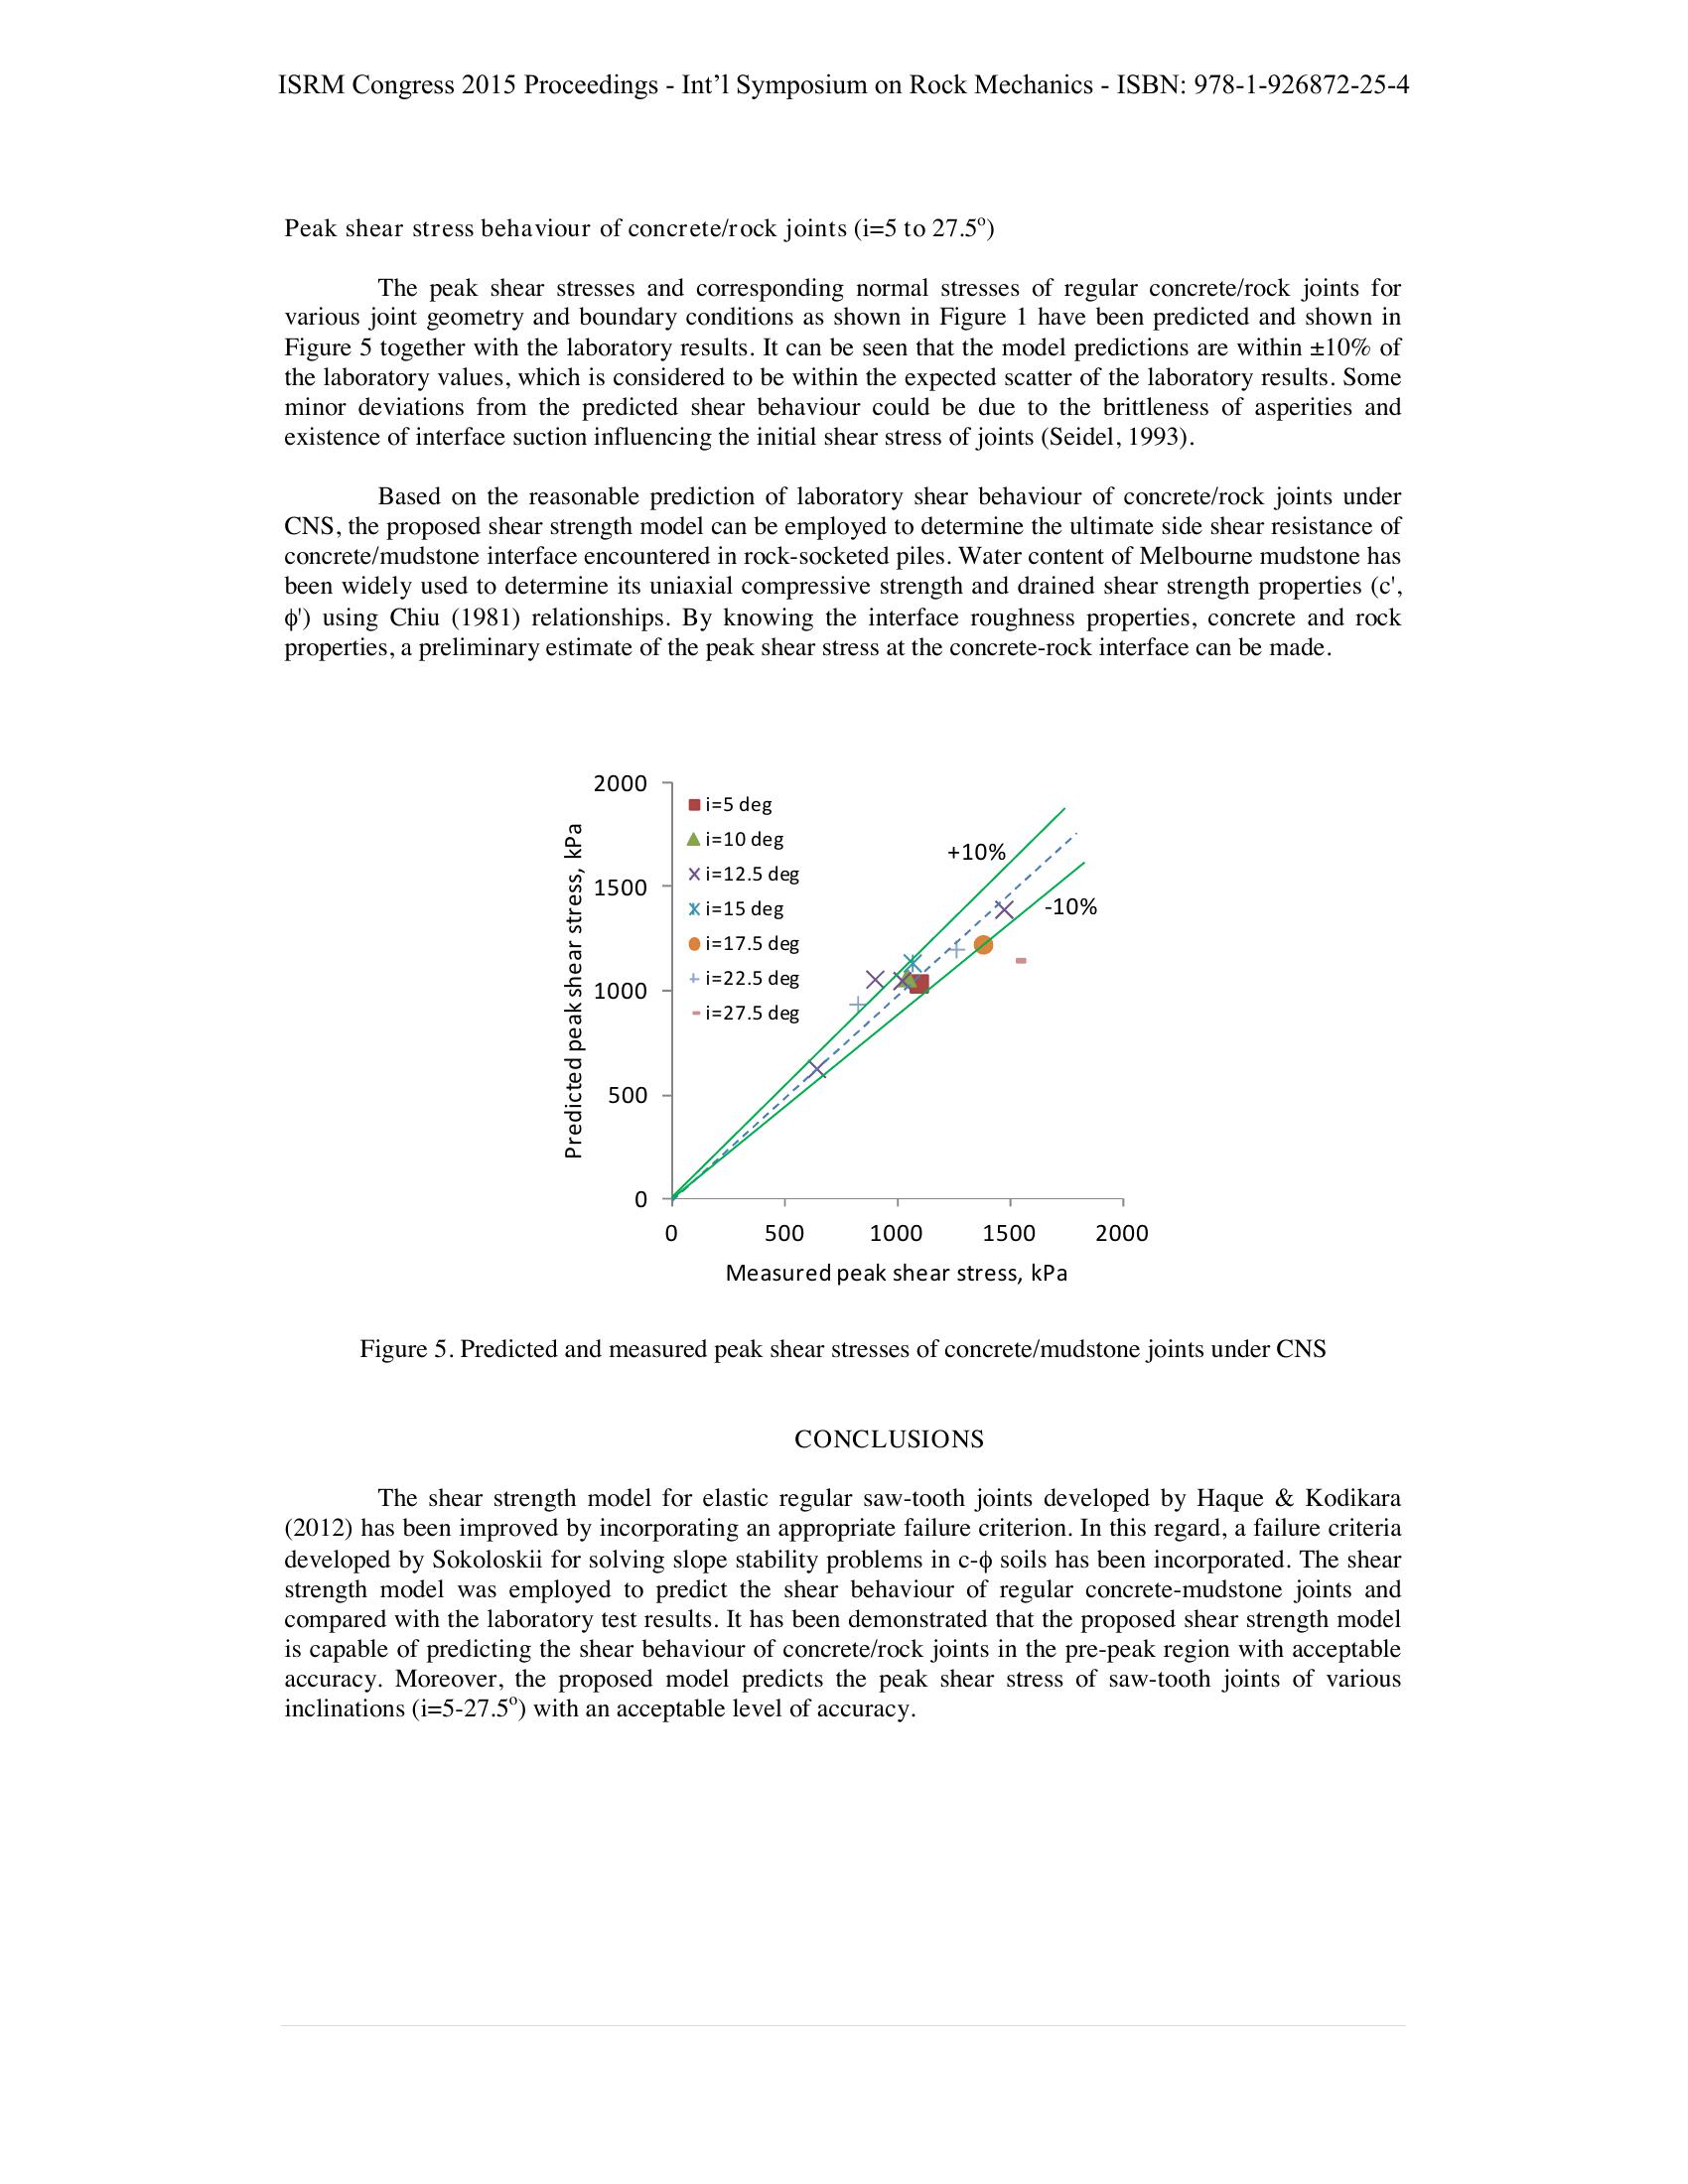 ISRM Congress 2015 Proceedings - Int’l Symposium on Rock Mechanics - ISBN: 978-1-926872-25-4
Peak shear stress behaviour of concrete/rock joints (i=5 to 27.5º)
The peak shear stresses and corresponding normal stresses of regular concrete/rock joints for
various joint geometry and boundary conditions as shown in Figure 1 have been predicted and shown in
Figure 5 together with the laboratory results. It can be seen that the model predictions are within ±10% of
the laboratory values, which is considered to be within the expected scatter of the laboratory results. Some
minor deviations from the predicted shear behaviour could be due to the brittleness of asperities and
existence of interface suction influencing the initial shear stress of joints (Seidel, 1993).
Based on the reasonable prediction of laboratory shear behaviour of concrete/rock joints under
CNS, the proposed shear strength model can be employed to determine the ultimate side shear resistance of
concrete/mudstone interface encountered in rock-socketed piles. Water content of Melbourne mudstone has
been widely used to determine its uniaxial compressive strength and drained shear strength properties (c',
ϕ') using Chiu (1981) relationships. By knowing the interface roughness properties, concrete and rock
properties, a preliminary estimate of the peak shear stress at the concrete-rock interface can be made.
Predicted peak shear stress, kPa
2000
1500
1000
500
0
i=5 deg
i=10 deg
i=12.5 deg
i=15 deg
i=17.5 deg
i=22.5 deg
i=27.5 deg
+10%
-10%
0 500 1000 1500 2000
Measured peak shear stress, kPa
Figure 5. Predicted and measured peak shear stresses of concrete/mudstone joints under CNS
CONCLUSIONS
The shear strength model for elastic regular saw-tooth joints developed by Haque & Kodikara
(2012) has been improved by incorporating an appropriate failure criterion. In this regard, a failure criteria
developed by Sokoloskii for solving slope stability problems in c-ϕ soils has been incorporated. The shear
strength model was employed to predict the shear behaviour of regular concrete-mudstone joints and
compared with the laboratory test results. It has been demonstrated that the proposed shear strength model
is capable of predicting the shear behaviour of concrete/rock joints in the pre-peak region with acceptable
accuracy. Moreover, the proposed model predicts the peak shear stress of saw-tooth joints of various
inclinations (i=5-27.5º) with an acceptable level of accuracy.